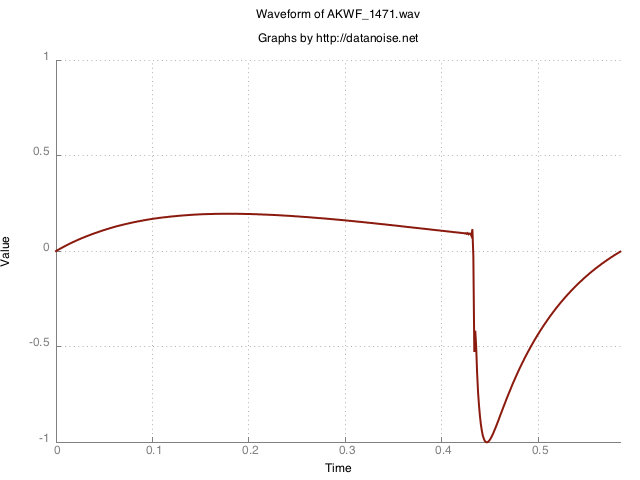 Waveform of AKWF_1471.wav
Graphs by http://datanoise.net
1
0.5
0
-0.5
-1
Value
0 0.1 0.2 0.3 0.4 0.5
Time